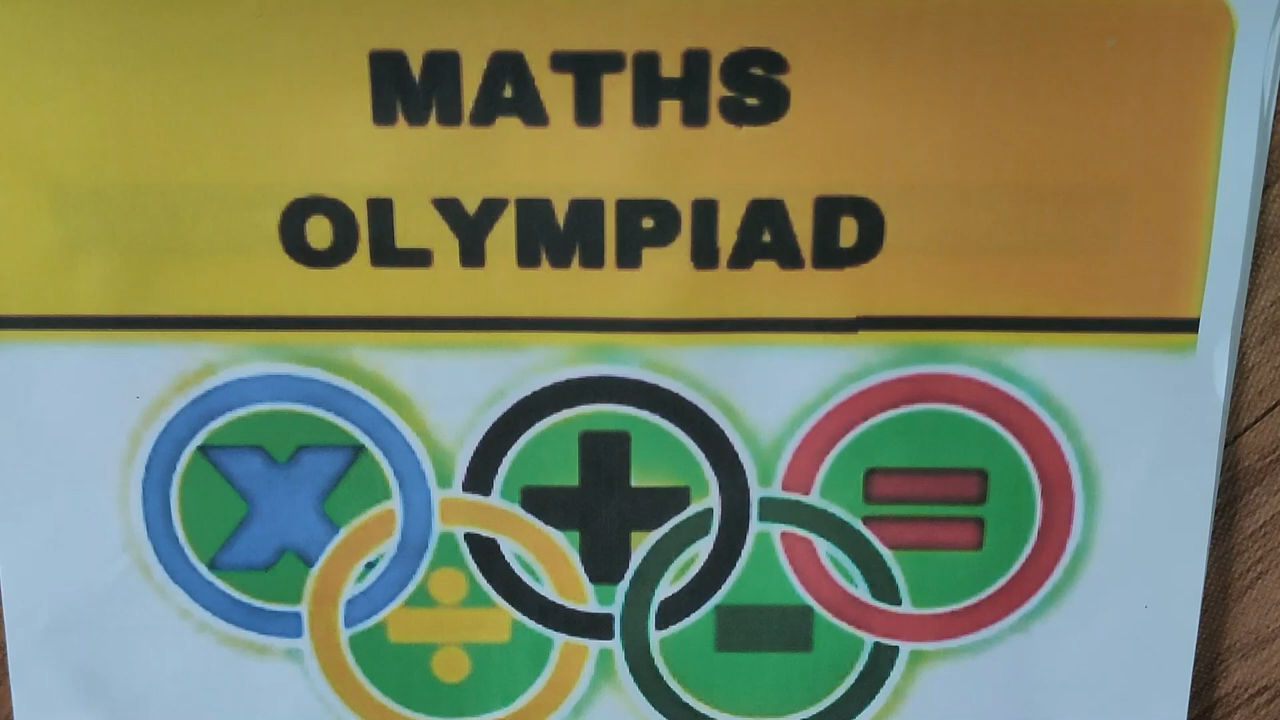 MATHS
OLYMPIAD
x + =
÷ -